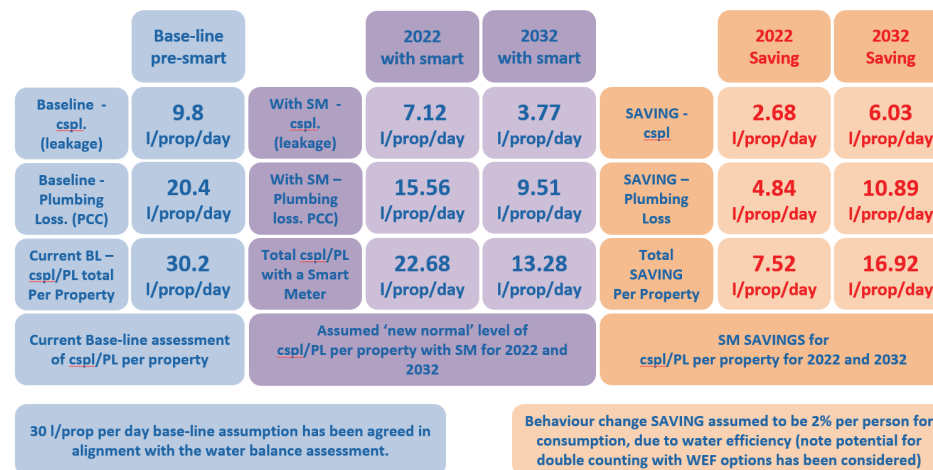 Base-line
pre-smart
2022
with smart
2032
with smart
2022
Saving
2032
Saving
Baseline -
cspl.
(leakage)
9.8
l/prop/day
With SM -
cspl.
(leakage)
7.12
l/prop/day
3.77
l/prop/day
SAVING -
cspl
2.68
l/prop/day
6.03
l/prop/day
Baseline -
Plumbing
Loss. (PCC)
20.4
l/prop/day
With SM –
Plumbing
loss. PCC)
15.56
l/prop/day
9.51
l/prop/day
SAVING –
Plumbing
Loss
4.84
l/prop/day
10.89
l/prop/day
Current BL –
cspl/PL total
Per Property
30.2
l/prop/day
Total cspl/PL
with a Smart
Meter
22.68
l/prop/day
13.28
l/prop/day
Total
SAVING
Per Property
7.52
l/prop/day
16.92
l/prop/day
Current Base-line assessment
of cspl/PL per property
Assumed ‘new normal’ level of
cspl/PL per property with SM for 2022 and
2032
SM SAVINGS for
cspl/PL per property for 2022 and 2032
30 l/prop per day base-line assumption has been agreed in
alignment with the water balance assessment.
Behaviour change SAVING assumed to be 2% per person for
consumption, due to water efficiency (note potential for
double counting with WEF options has been considered)